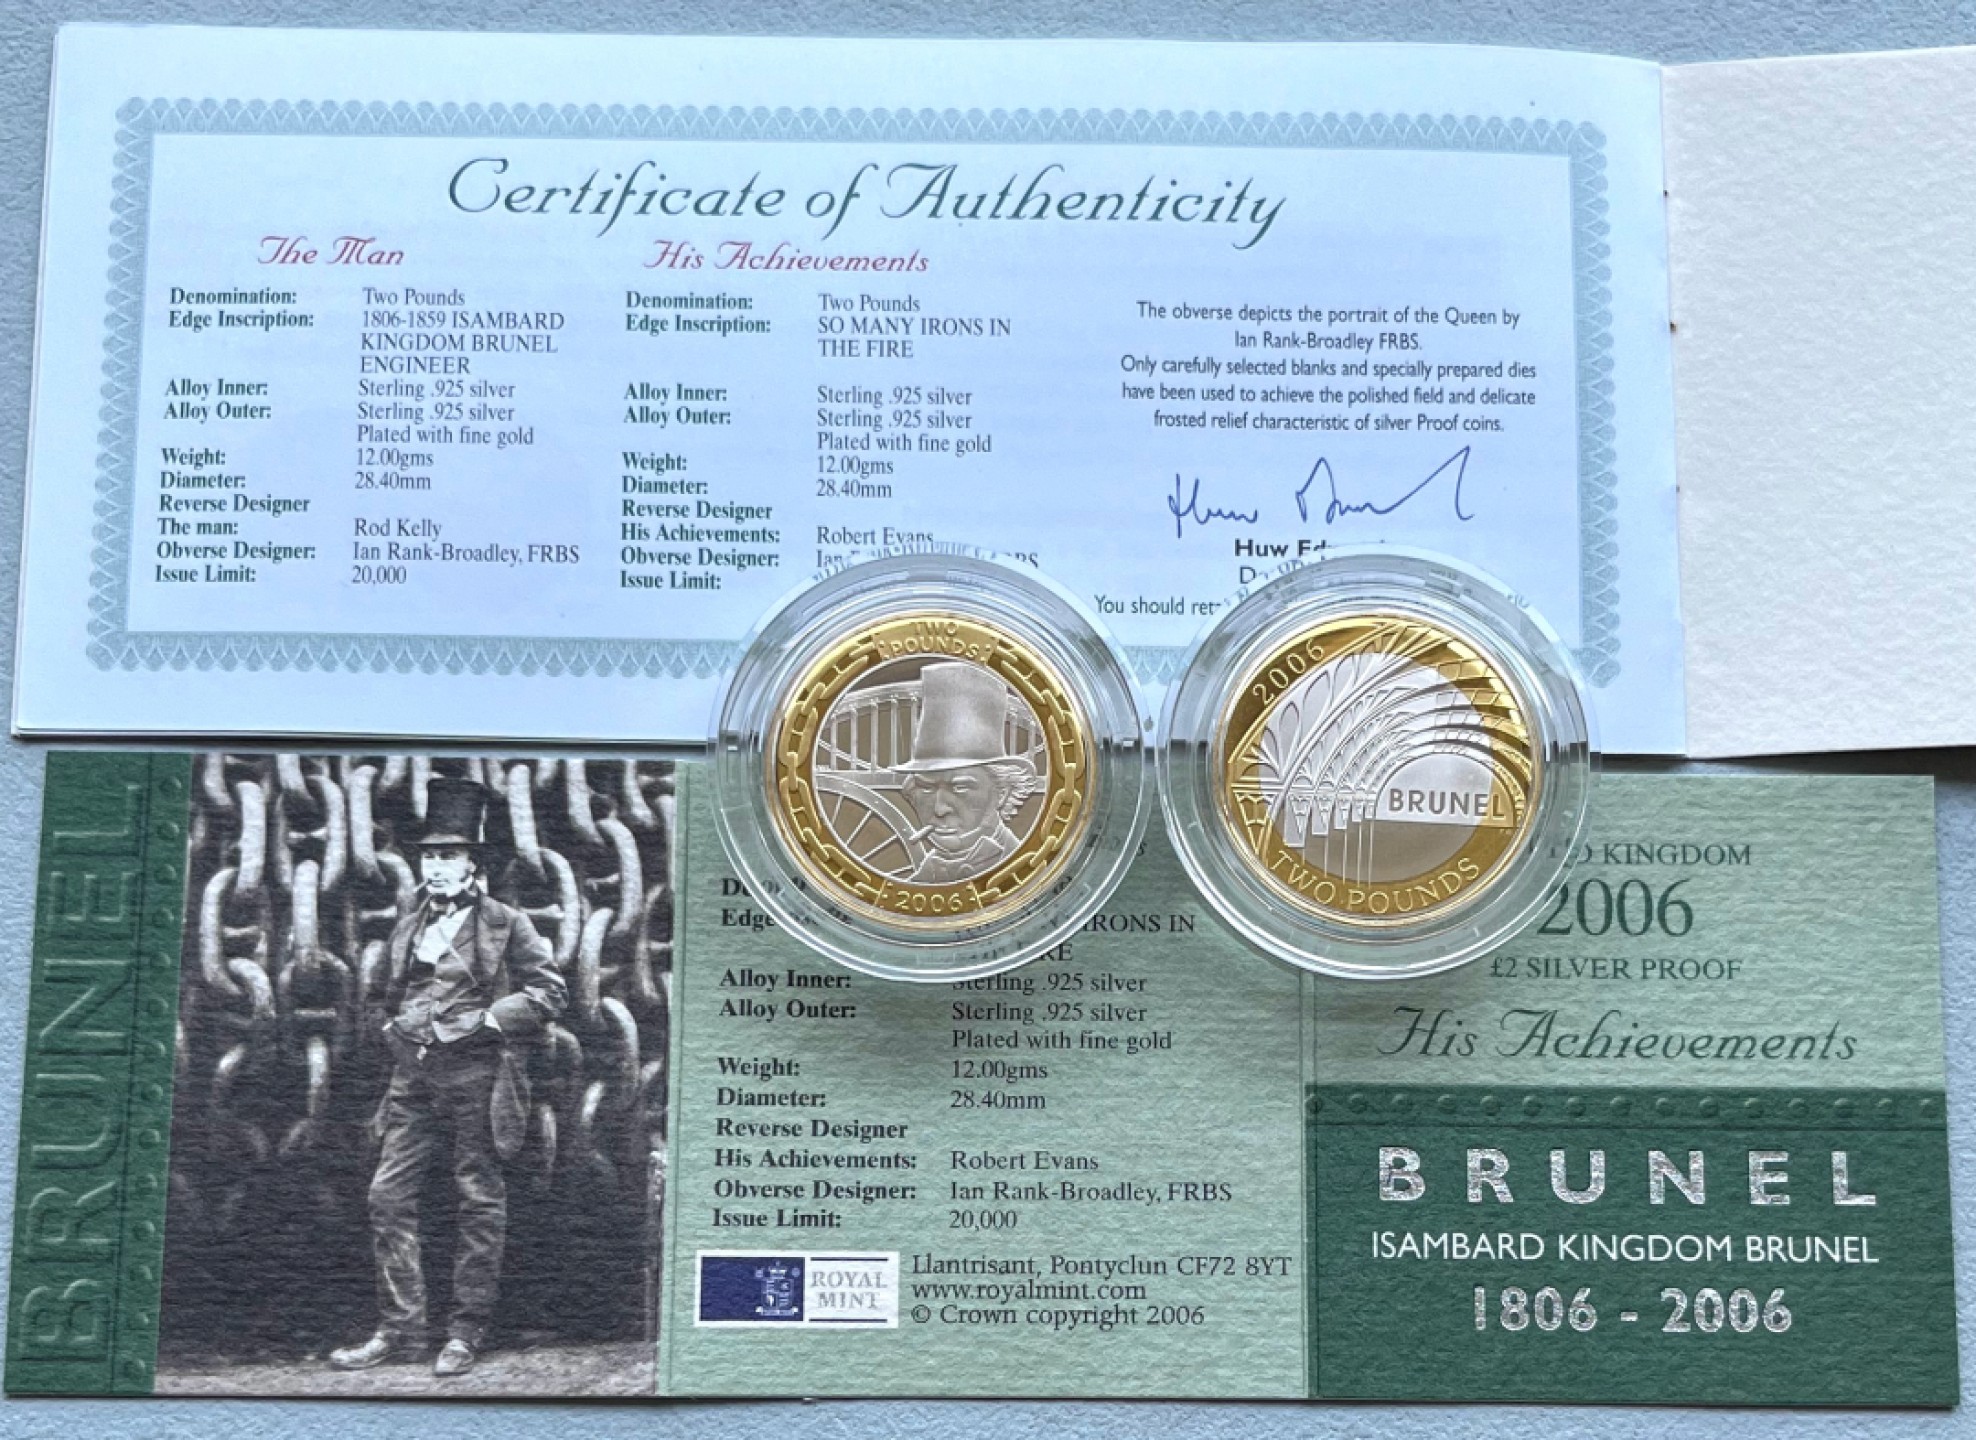 Certificate of Authenticity
The Man
Denomination: Two Pounds
Edge Inscription: 1806-1859 ISAMBARD
KINGDOM BRUNEL
ENGINEER
Alloy Inner: Sterling .925 silver
Alloy Outer: Sterling .925 silver
Plated with fine gold
Weight: 12.00gms
Diameter: 28.40mm
Reverse Designer
The man: Rod Kelly
Obverse Designer: Ian Rank-Broadley, FRBS
Issue Limit: 20,000
His Achievements
Denomination: Two Pounds
Edge Inscription: SO MANY IRONS IN
THE FIRE
Alloy Inner: Sterling .925 silver
Alloy Outer: Sterling .925 silver
Plated with fine gold
Weight: 12.00gms
Diameter: 28.40mm
Reverse Designer
His Achievements: Robert Evans
Obverse Designer:
Issue Limit:
The obverse depicts the portrait of the Queen by
Ian Rank-Broadley FRBS.
Only carefully selected blanks and specially prepared dies
have been used to achieve the polished field and delicate
frosted relief characteristic of silver Proof coins.
Huw
You should
TWO
POUNDS
2006
2006
BRUNEL
TWO POUNDS
BRUNEL
Edge
IRONS IN
Alloy Inner: Sterling .925 silver
Alloy Outer: Sterling .925 silver
Plated with fine gold
Weight: 12.00gms
Diameter: 28.40mm
Reverse Designer
His Achievements: Robert Evans
Obverse Designer: Ian Rank-Broadley, FRBS
Issue Limit: 20,000
ROYAL
MINT
Llantrisant, Pontyclun CF72 8YT
www.royalmint.com
© Crown copyright 2006
KINGDOM
2006
£2 SILVER PROOF
His Achievements
BRUNEL
ISAMBARD KINGDOM BRUNEL
1806 - 2006